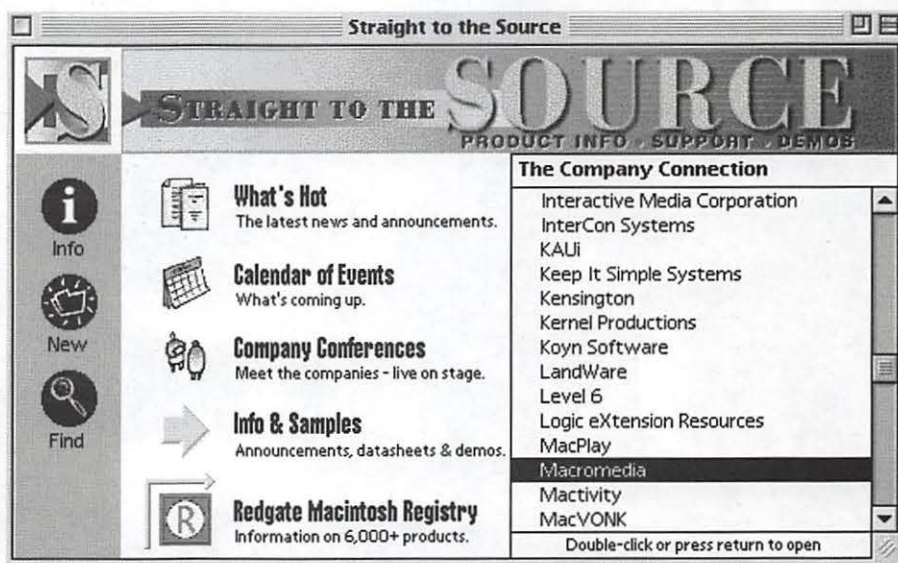 Straight to the Source
S
STRAIGHT TO THE SOURCE
PRODUCT INFO • SUPPORT • DEMOS
i
Info
New
Find
What's Hot
The latest news and announcements.
Calendar of Events
What's coming up.
Company Conferences
Meet the companies - live on stage.
Info & Samples
Announcements, datasheets & demos.
R
Redgate Macintosh Registry
Information on 6,000+ products.
The Company Connection
Interactive Media Corporation
InterCon Systems
KAUi
Keep It Simple Systems
Kensington
Kernel Productions
Koyn Software
LandWare
Level 6
Logic eXtension Resources
MacPlay
Macromedia
Mactivity
MacVONK
Double-click or press return to open